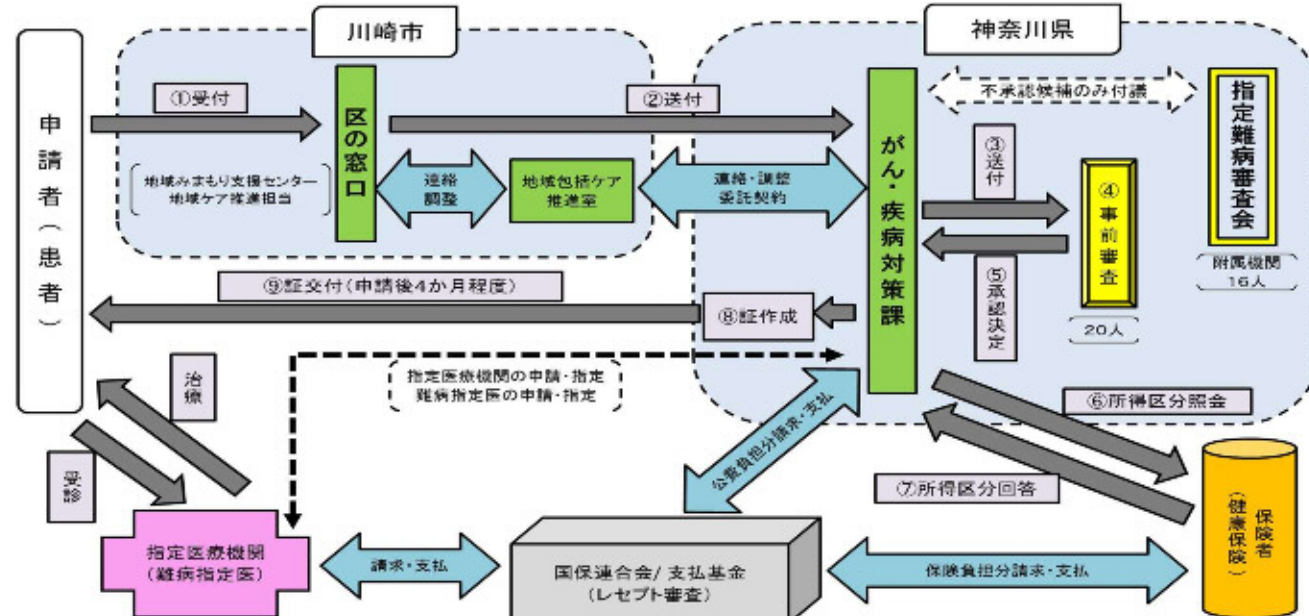 川崎市
神奈川県
申請者（患者）
①受付
区の窓口
地域みまもり支援センター
地域ケア推進担当
②送付
連絡
調整
地域包括ケア
推進室
連絡・調整
委託契約
がん・疾病対策課
不承認候補のみ付議
指定難病審査会
附属機関
16人
③送付
④事前審査
20人
⑤承認決定
⑨証交付（申請後4か月程度）
⑧証作成
指定医療機関の申請・指定
難病指定医の申請・指定
治療
受診
公費負担分請求・支払
⑥所得区分照会
⑦所得区分回答
保険者
（健康保険）
指定医療機関
（難病指定医）
請求・支払
国保連合会/支払基金
（レセプト審査）
保険負担分請求・支払